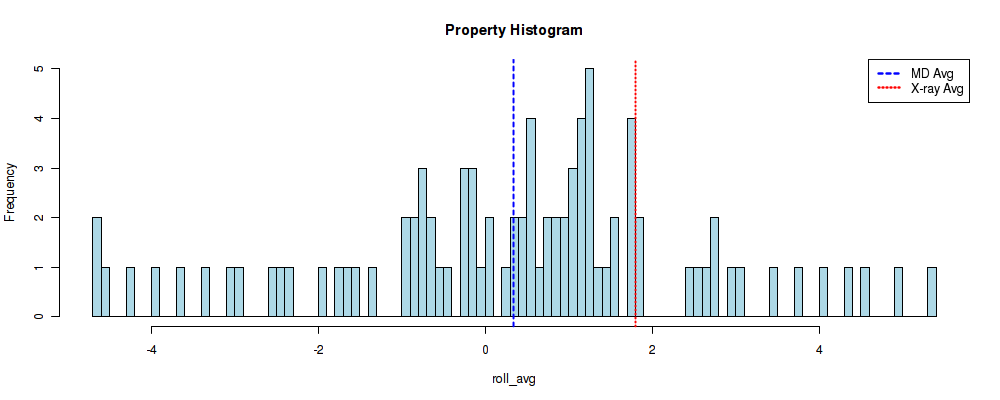 Property Histogram
MD Avg
X-ray Avg
Frequency
5
4
3
2
1
0
-4 -2 0 2 4
roll_avg